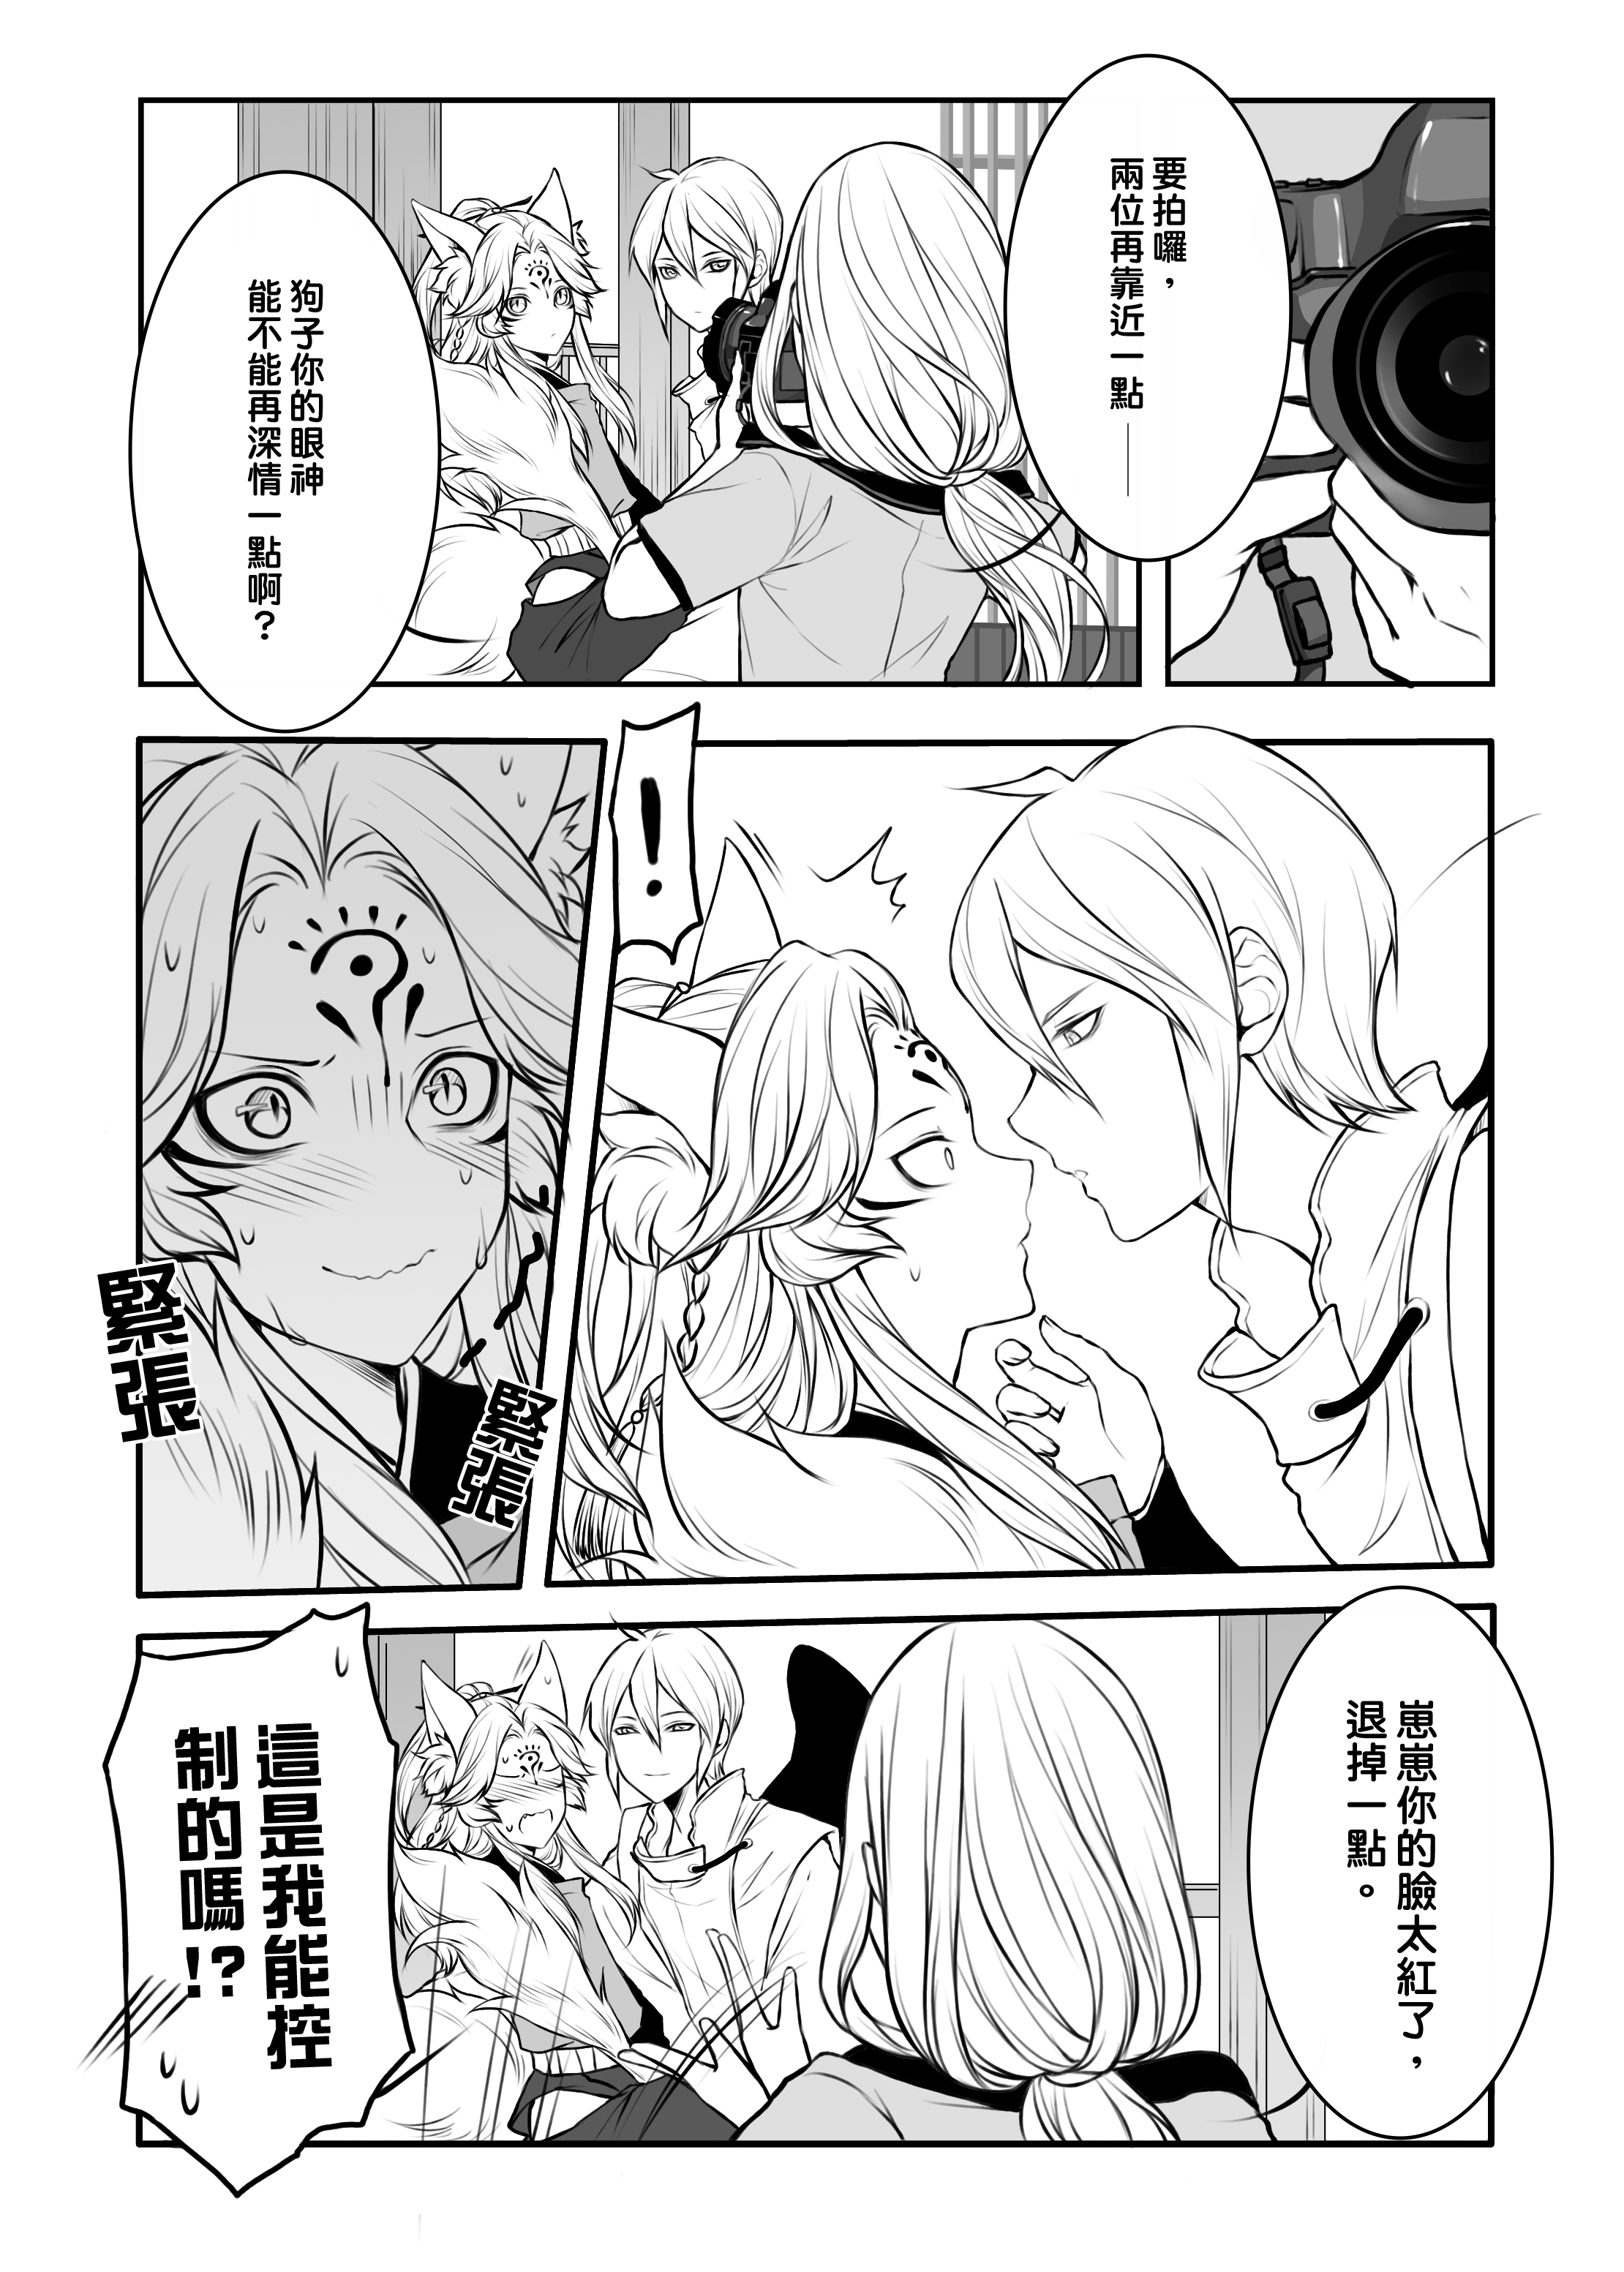 要拍囉，
兩位再靠近一點——
狗子你的眼神
能不能再深情一點啊？
！
緊張
緊張
崽崽你的臉太紅了，
退掉一點。
這是我能控
制的嗎!?